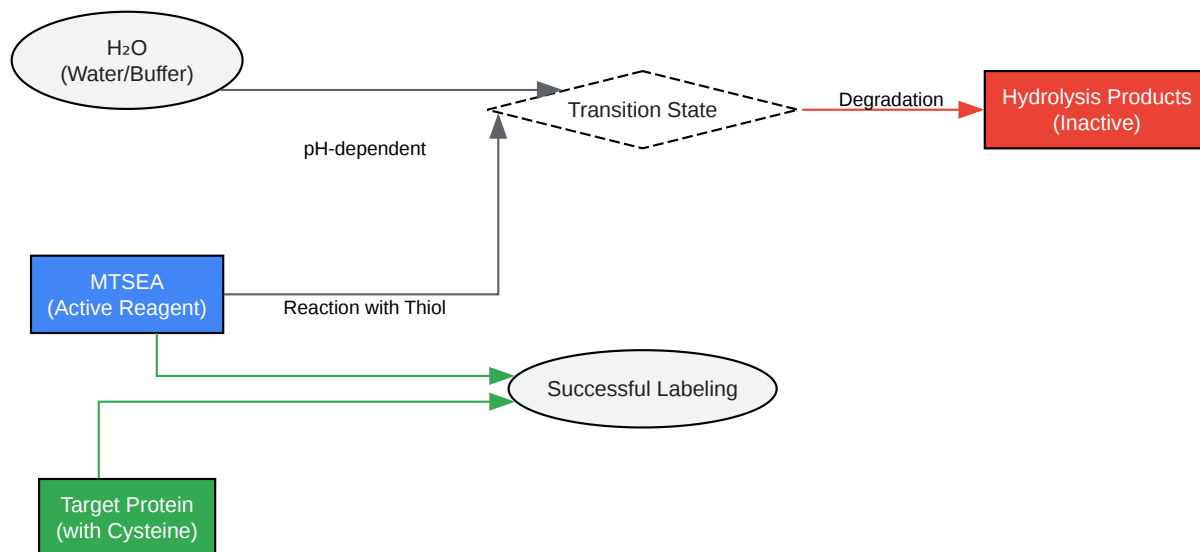 H₂O
(Water/Buffer)
Transition State
Degradation
Hydrolysis Products
(Inactive)
pH-dependent
MTSEA
(Active Reagent)
Reaction with Thiol
Successful Labeling
Target Protein
(with Cysteine)